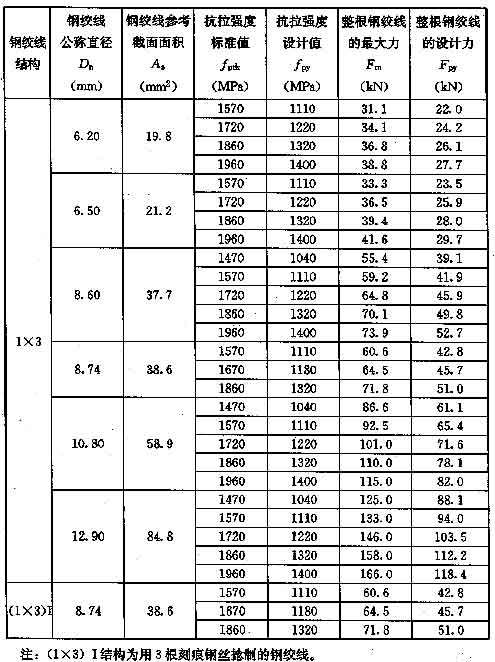 钢绞线结构 钢绞线公称直径 Dn (mm) 钢绞线参考截面面积 As (mm²) 抗拉强度标准值 fptk (MPa) 抗拉强度设计值 fpy (MPa) 整根钢绞线的最大力 Fm (kN) 整根钢绞线的设计力 Fpy (kN)
1×3 6.20 19.8 1570 1110 31.1 22.0
1720 1220 34.1 24.2
1860 1320 36.8 26.1
1960 1400 38.8 27.7
6.50 21.2 1570 1110 33.3 23.5
1720 1220 36.5 25.9
1860 1320 39.4 28.0
1960 1400 41.6 29.7
8.60 37.7 1470 1040 55.4 39.1
1570 1110 59.2 41.9
1720 1220 64.8 45.9
1860 1320 70.1 49.8
1960 1400 73.9 52.7
8.74 38.6 1570 1110 60.6 42.8
1670 1180 64.5 45.7
1860 1320 71.8 51.0
10.80 58.9 1470 1040 86.6 61.1
1570 1110 92.5 65.4
1720 1220 101.0 71.6
1860 1320 110.0 78.1
1960 1400 115.0 82.0
12.90 84.8 1470 1040 125.0 88.1
1570 1110 133.0 94.0
1720 1220 146.0 103.5
1860 1320 158.0 112.2
1960 1400 166.0 118.4
(1×3)I 8.74 38.6 1570 1110 60.6 42.8
1670 1180 64.5 45.7
1860 1320 71.8 51.0
注：(1×3) I结构为用3根刻痕钢丝捻制的钢绞线。